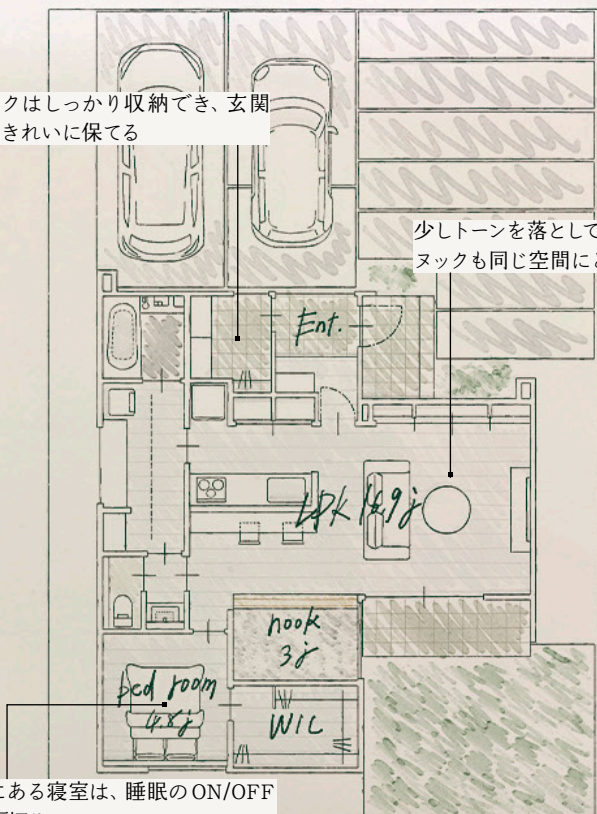 クはしっかり収納でき、玄関
きれいに保てる
少しトーンを落として
ヌックも同じ空間に
Ent.
LDK 16.9j
nook
3j
bed room
4.8j
WIC
にある寝室は、睡眠のON/OFF